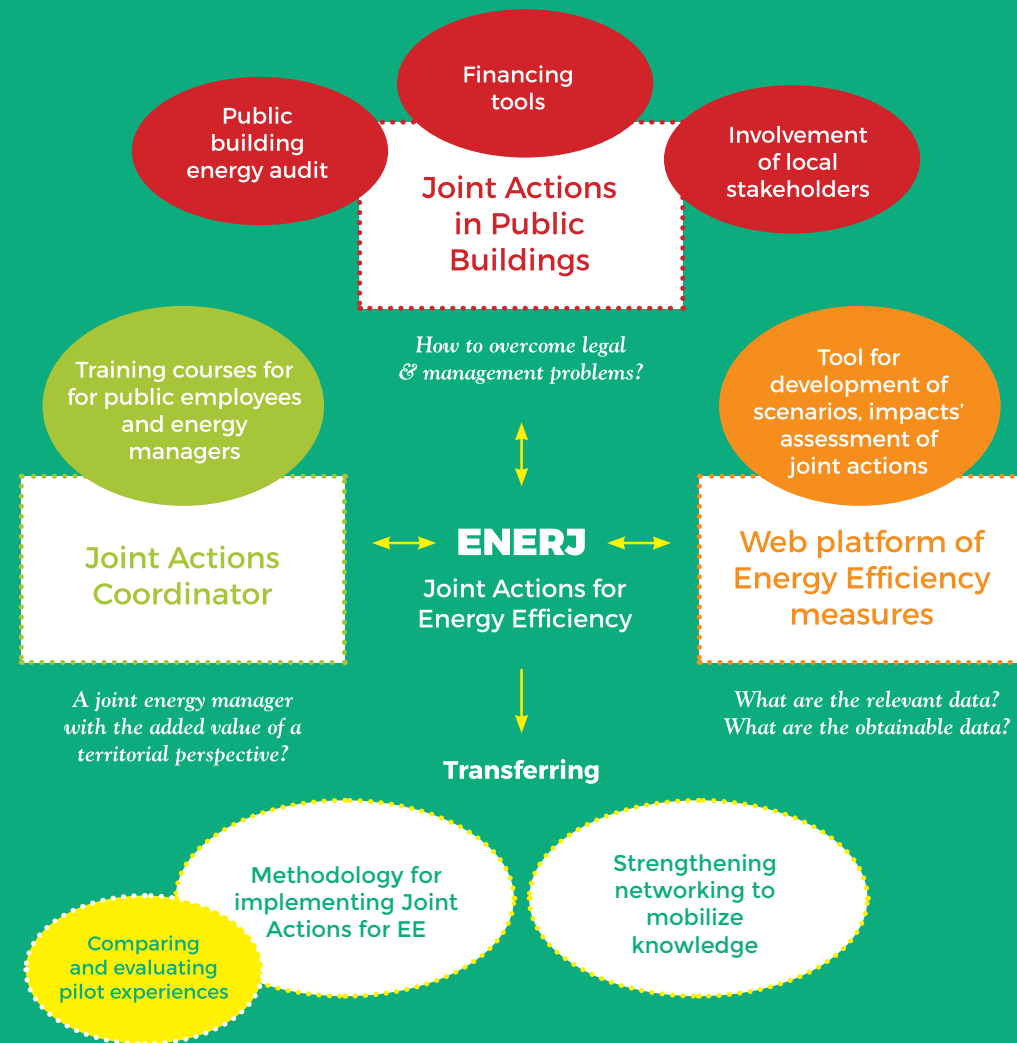 Financing
tools
Public
building
energy audit
Involvement
of local
stakeholders
Joint Actions
in Public
Buildings
How to overcome legal
& management problems?
Training courses for
for public employees
and energy
managers
Tool for
development of
scenarios, impacts’
assessment of
joint actions
Joint Actions
Coordinator
ENERJ
Joint Actions for
Energy Efficiency
Web platform of
Energy Efficiency
measures
A joint energy manager
with the added value of a
territorial perspective?
What are the relevant data?
What are the obtainable data?
Transferring
Methodology for
implementing Joint
Actions for EE
Strengthening
networking to
mobilize
knowledge
Comparing
and evaluating
pilot experiences